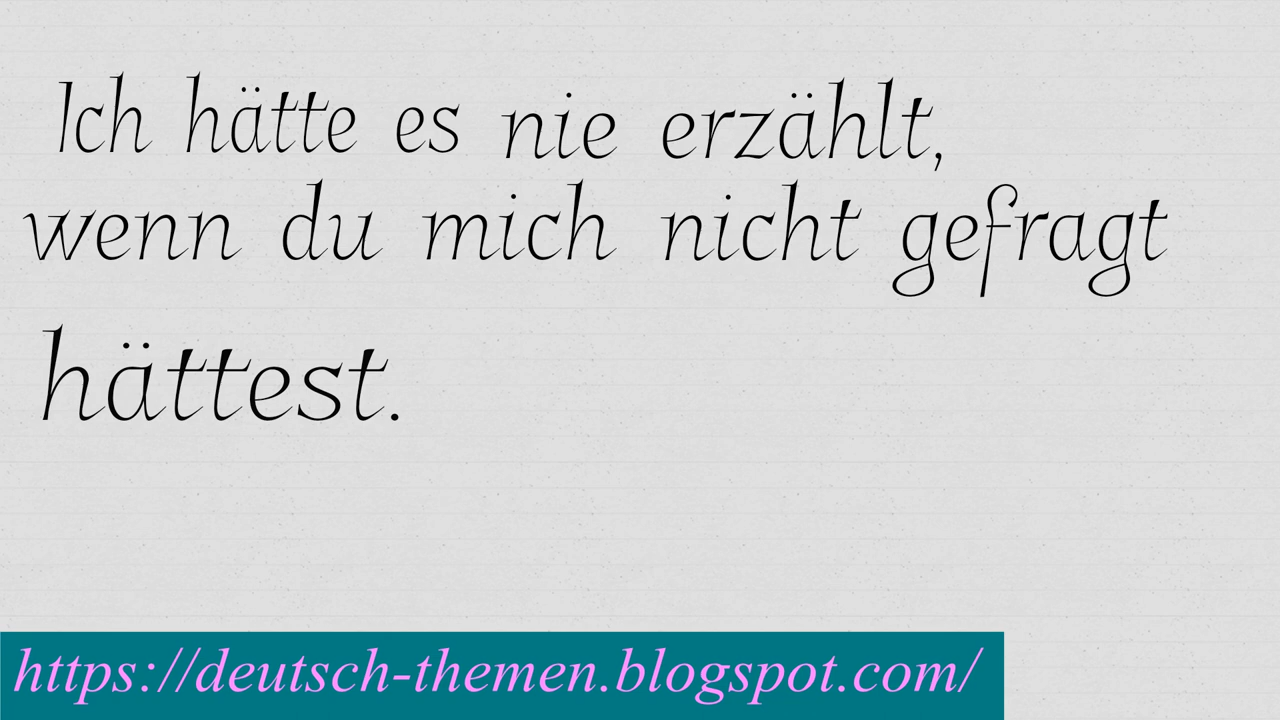 Ich hätte es nie erzählt,
wenn du mich nicht gefragt
hättest.
https://deutsch-themen.blogspot.com/